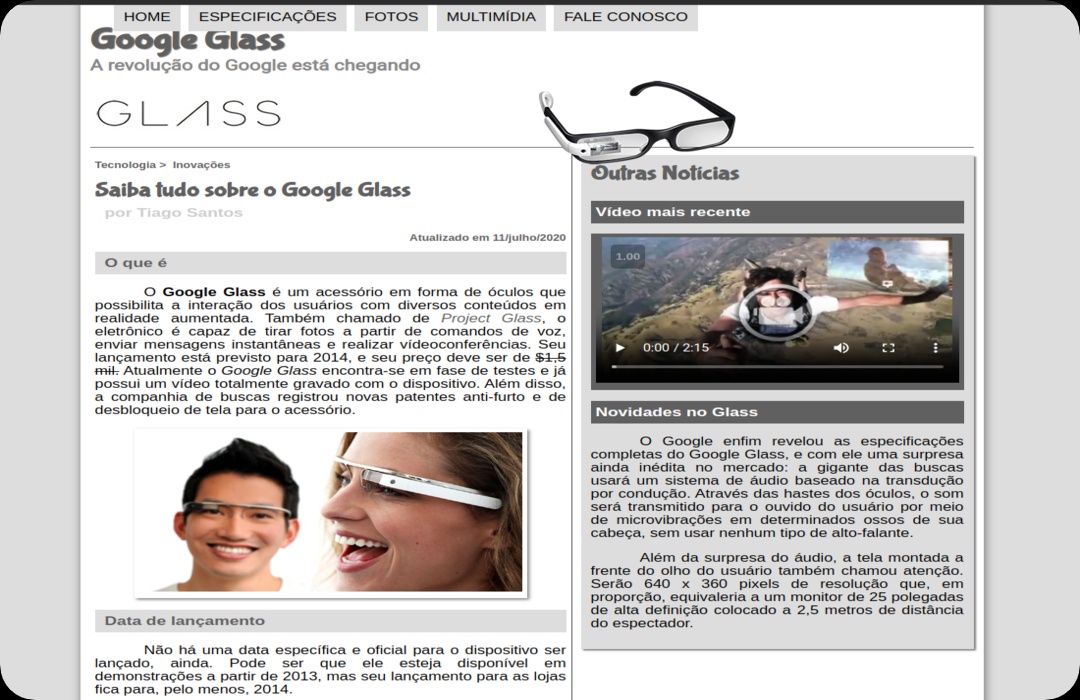 HOME ESPECIFICAÇÕES FOTOS MULTIMÍDIA FALE CONOSCO
Google Glass
A revolução do Google está chegando
GLASS
Tecnologia > Inovações
Saiba tudo sobre o Google Glass
por Tiago Santos
Atualizado em 11/julho/2020
O que é
O Google Glass é um acessório em forma de óculos que
possibilita a interação dos usuários com diversos conteúdos em
realidade aumentada. Também chamado de Project Glass, o
eletrônico é capaz de tirar fotos a partir de comandos de voz,
enviar mensagens instantâneas e realizar vídeoconferências. Seu
lançamento está previsto para 2014, e seu preço deve ser de $1,5
mil. Atualmente o Google Glass encontra-se em fase de testes e já
possui um vídeo totalmente gravado com o dispositivo. Além disso,
a companhia de buscas registrou novas patentes anti-furto e de
desbloqueio de tela para o acessório.
Data de lançamento
Não há uma data específica e oficial para o dispositivo ser
lançado, ainda. Pode ser que ele esteja disponível em
demonstrações a partir de 2013, mas seu lançamento para as lojas
fica para, pelo menos, 2014.
Outras Notícias
Vídeo mais recente
1.00
0:00 / 2:15
Novidades no Glass
O Google enfim revelou as especificações
completas do Google Glass, e com ele uma surpresa
ainda inédita no mercado: a gigante das buscas
usará um sistema de áudio baseado na transdução
por condução. Através das hastes dos óculos, o som
será transmitido para o ouvido do usuário por meio
de microvibrações em determinados ossos de sua
cabeça, sem usar nenhum tipo de alto-falante.
Além da surpresa do áudio, a tela montada a
frente do olho do usuário também chamou atenção.
Serão 640 x 360 pixels de resolução que, em
proporção, equivaleria a um monitor de 25 polegadas
de alta definição colocado a 2,5 metros de distância
do espectador.